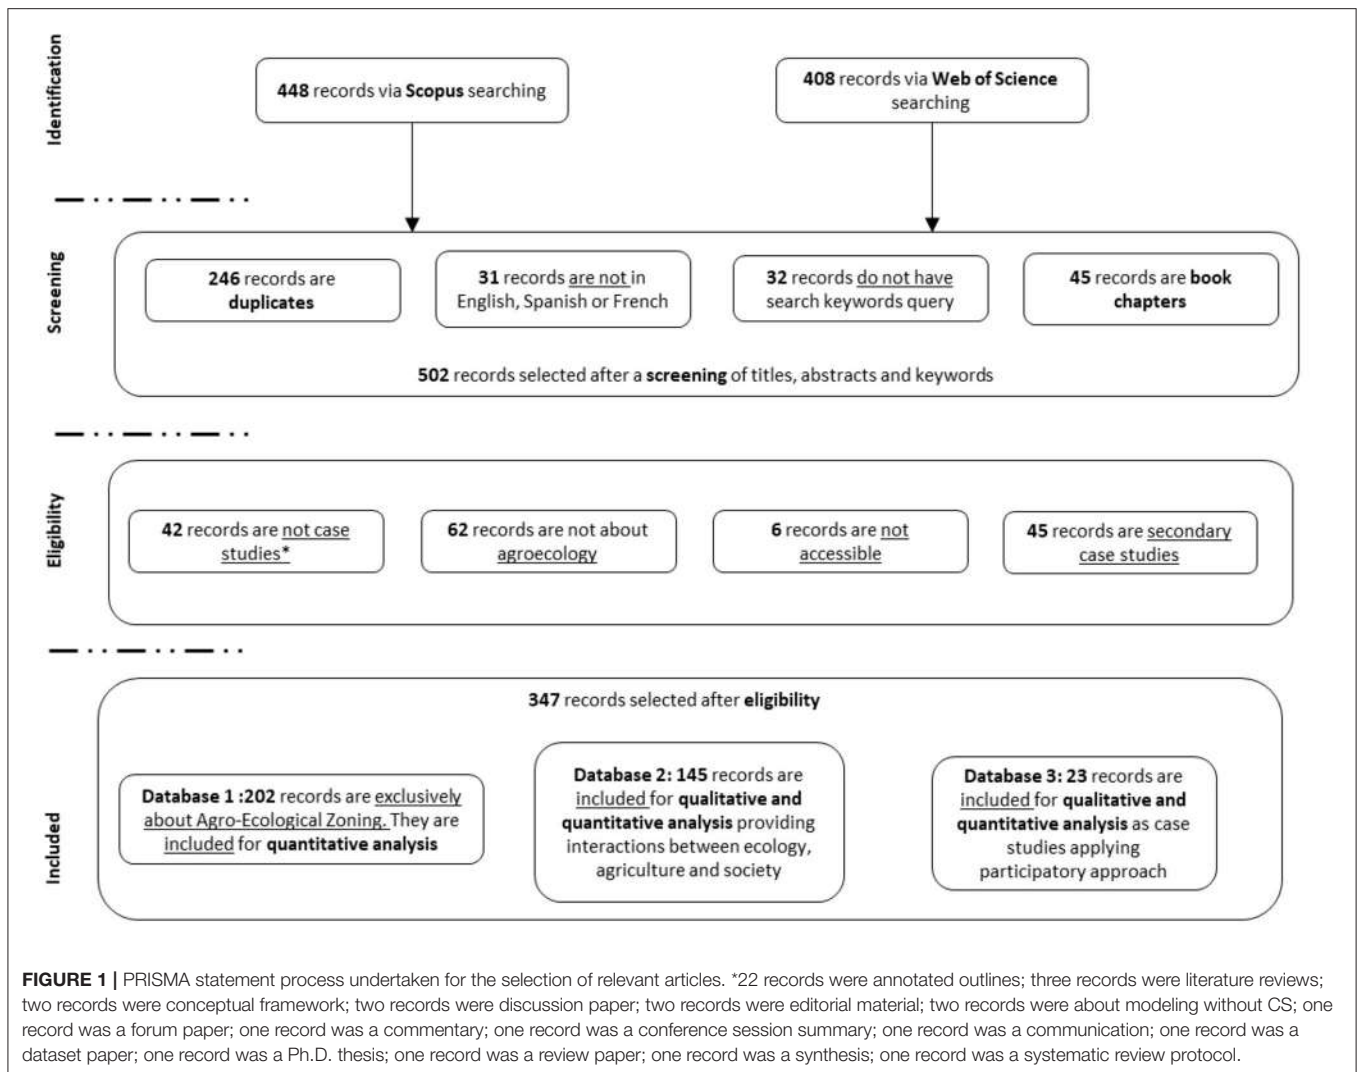 Identification
448 records via Scopus searching
408 records via Web of Science
searching
Screening
246 records are
duplicates
31 records are not in
English, Spanish or French
32 records do not have
search keywords query
45 records are book
chapters
502 records selected after a screening of titles, abstracts and keywords
Eligibility
42 records are not case
studies*
62 records are not about
agroecology
6 records are not
accessible
45 records are secondary
case studies
Included
347 records selected after eligibility
Database 1 :202 records are exclusively
about Agro-Ecological Zoning. They are
included for quantitative analysis
Database 2: 145 records are
included for qualitative and
quantitative analysis providing
interactions between ecology,
agriculture and society
Database 3: 23 records are
included for qualitative and
quantitative analysis as case
studies applying
participatory approach
FIGURE 1 | PRISMA statement process undertaken for the selection of relevant articles. *22 records were annotated outlines; three records were literature reviews;
two records were conceptual framework; two records were discussion paper; two records were editorial material; two records were about modeling without CS; one
record was a forum paper; one record was a commentary; one record was a conference session summary; one record was a communication; one record was a
dataset paper; one record was a Ph.D. thesis; one record was a review paper; one record was a synthesis; one record was a systematic review protocol.